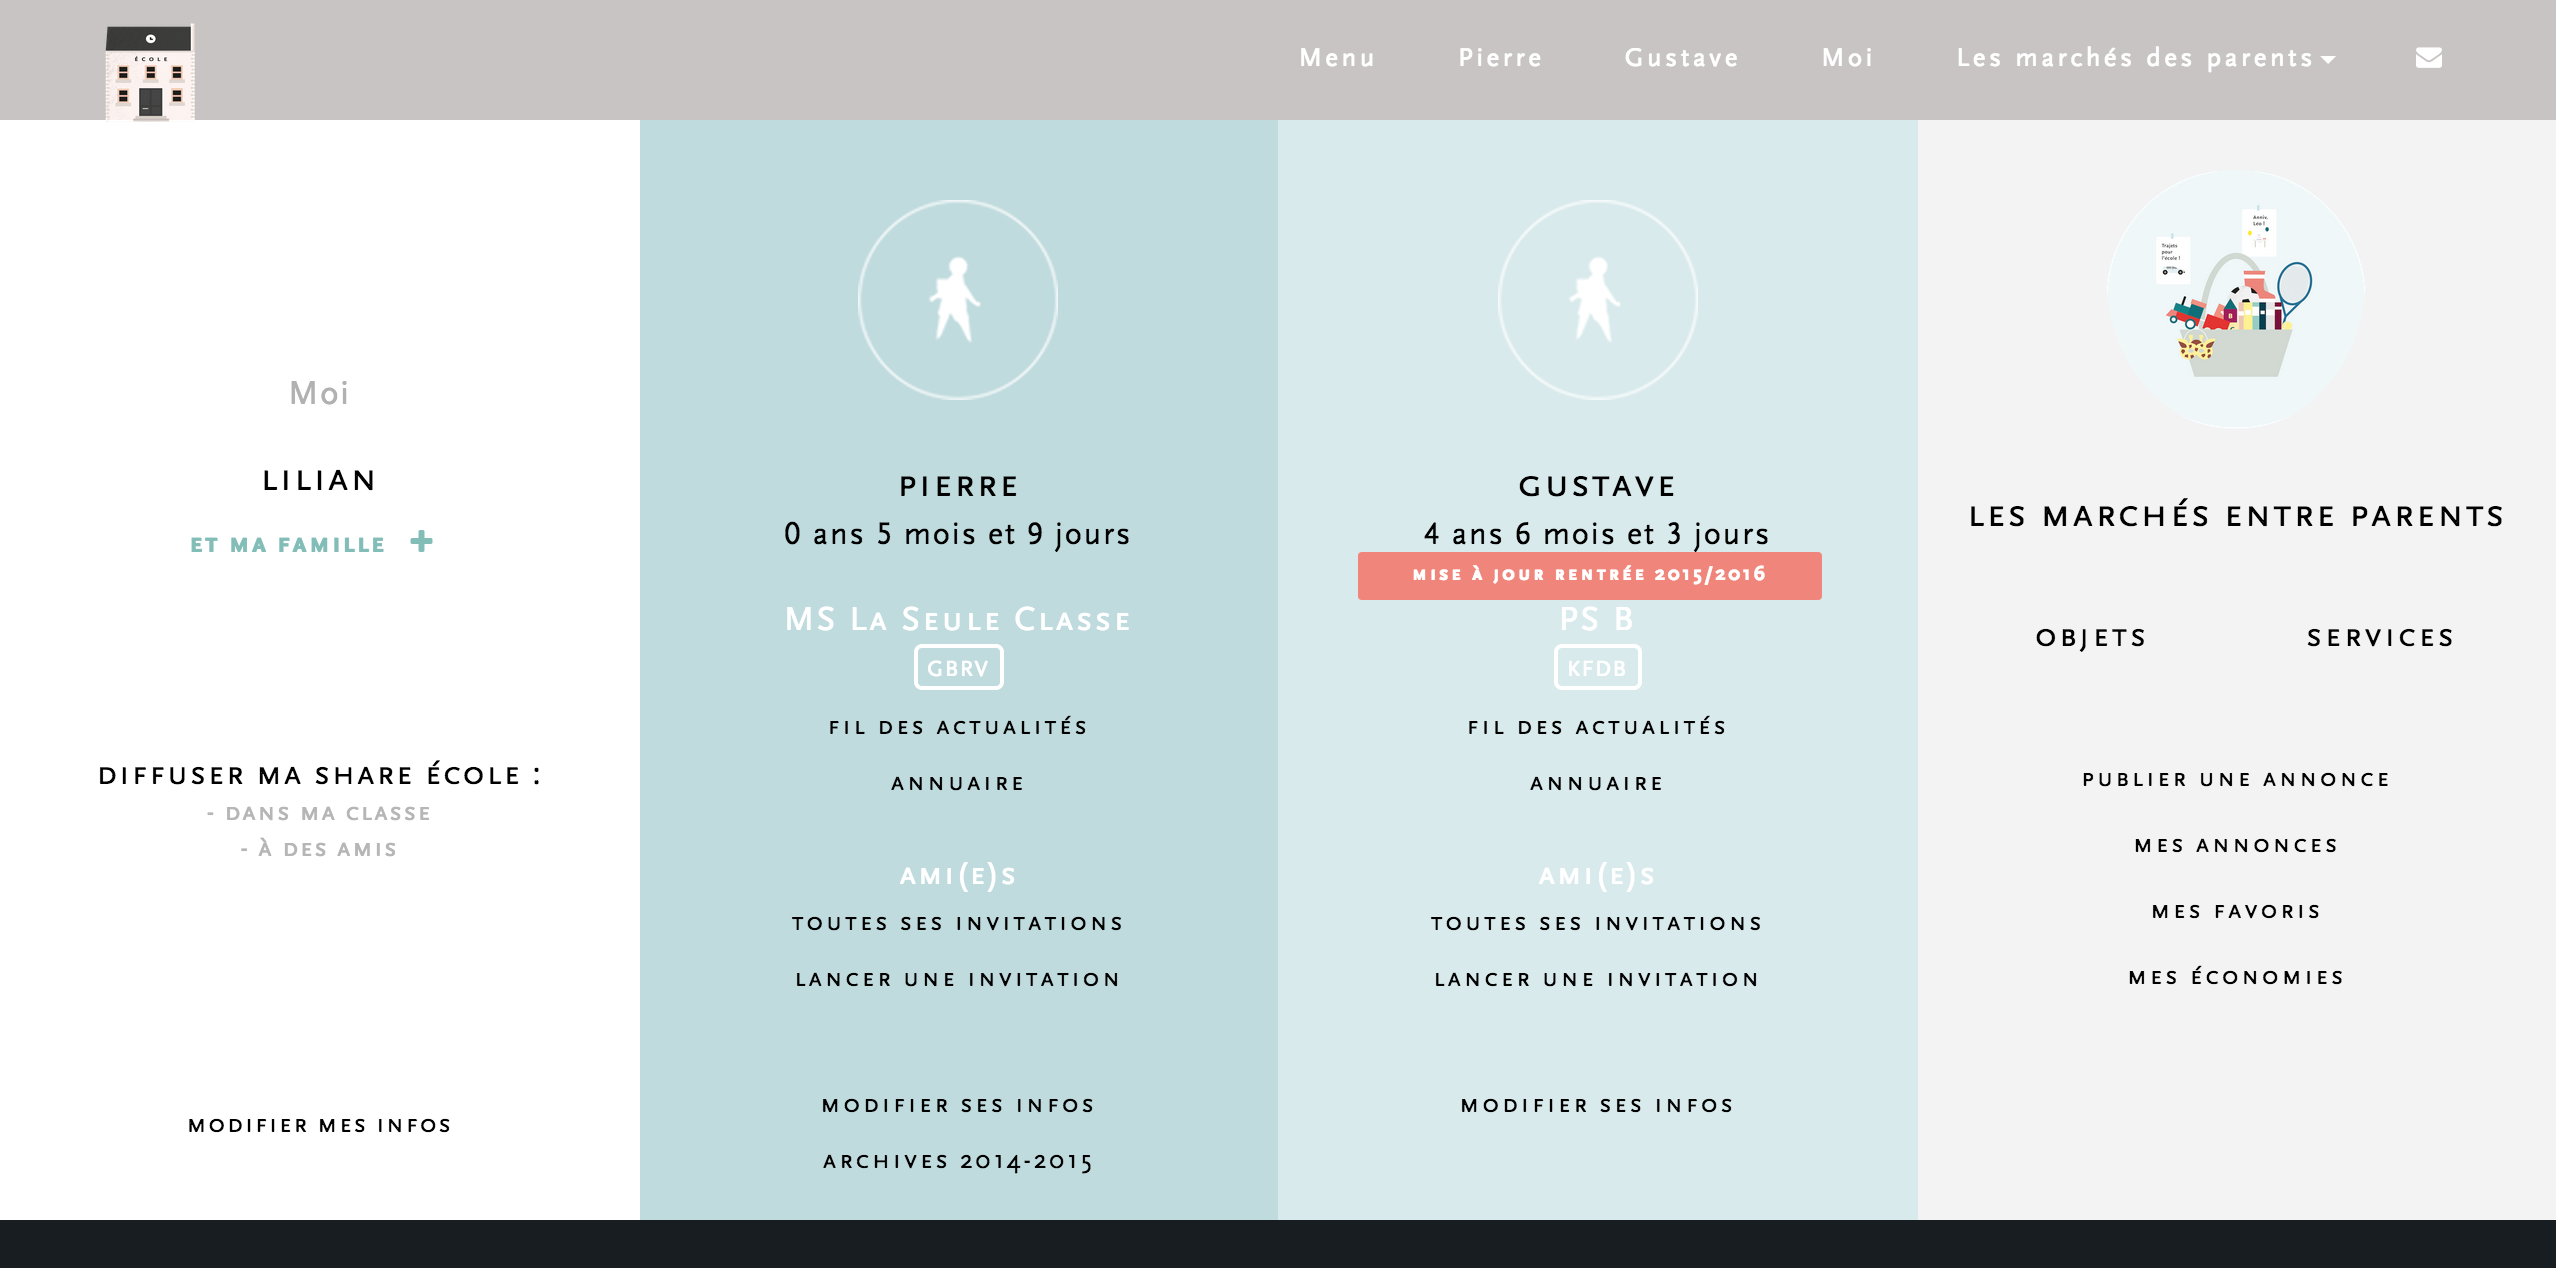 ÉCOLE
Menu Pierre Gustave Moi Les marchés des parents
Moi
LILIAN
ET MA FAMILLE
DIFFUSER MA SHARE ÉCOLE :
- DANS MA CLASSE
- À DES AMIS
MODIFIER MES INFOS
PIERRE
0 ans 5 mois et 9 jours
MS La Seule Classe
GBRV
FIL DES ACTUALITÉS
ANNUAIRE
AMI(E)S
TOUTES SES INVITATIONS
LANCER UNE INVITATION
MODIFIER SES INFOS
ARCHIVES 2014-2015
GUSTAVE
4 ans 6 mois et 3 jours
MISE À JOUR RENTRÉE 2015/2016
PS B
KFDB
FIL DES ACTUALITÉS
ANNUAIRE
AMI(E)S
TOUTES SES INVITATIONS
LANCER UNE INVITATION
MODIFIER SES INFOS
Anniv.
Léo !
Trajets
pour
l'école !
LES MARCHÉS ENTRE PARENTS
OBJETS SERVICES
PUBLIER UNE ANNONCE
MES ANNONCES
MES FAVORIS
MES ÉCONOMIES